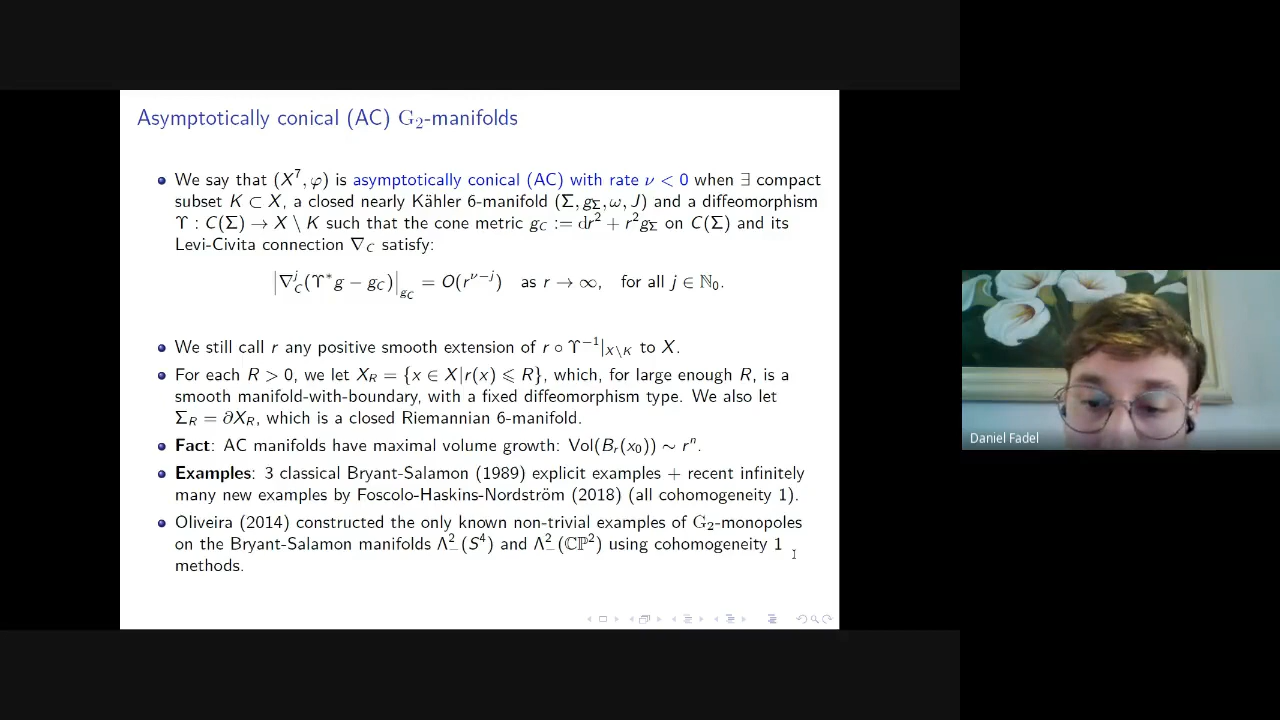 Asymptotically conical (AC) G₂-manifolds
We say that (X⁷, φ) is asymptotically conical (AC) with rate ν < 0 when ∃ compact
subset K ⊂ X, a closed nearly Kähler 6-manifold (Σ, g_Σ, ω, J) and a diffeomorphism
Υ : C(Σ) → X \ K such that the cone metric g_C := dr² + r²g_Σ on C(Σ) and its
Levi-Civita connection ∇_C satisfy:
|∇ʲ_C(Υ*g − g_C)|_{g_C} = O(r^{ν−j}) as r → ∞, for all j ∈ ℕ₀.
We still call r any positive smooth extension of r ∘ Υ⁻¹|_{X\K} to X.
For each R > 0, we let X_R = {x ∈ X|r(x) ⩽ R}, which, for large enough R, is a
smooth manifold-with-boundary, with a fixed diffeomorphism type. We also let
Σ_R = ∂X_R, which is a closed Riemannian 6-manifold.
Fact: AC manifolds have maximal volume growth: Vol(B_r(x₀)) ∼ rⁿ.
Examples: 3 classical Bryant-Salamon (1989) explicit examples + recent infinitely
many new examples by Foscolo-Haskins-Nordström (2018) (all cohomogeneity 1).
Oliveira (2014) constructed the only known non-trivial examples of G₂-monopoles
on the Bryant-Salamon manifolds Λ²₋(S⁴) and Λ²₋(ℂℙ²) using cohomogeneity 1
methods.
Daniel Fadel